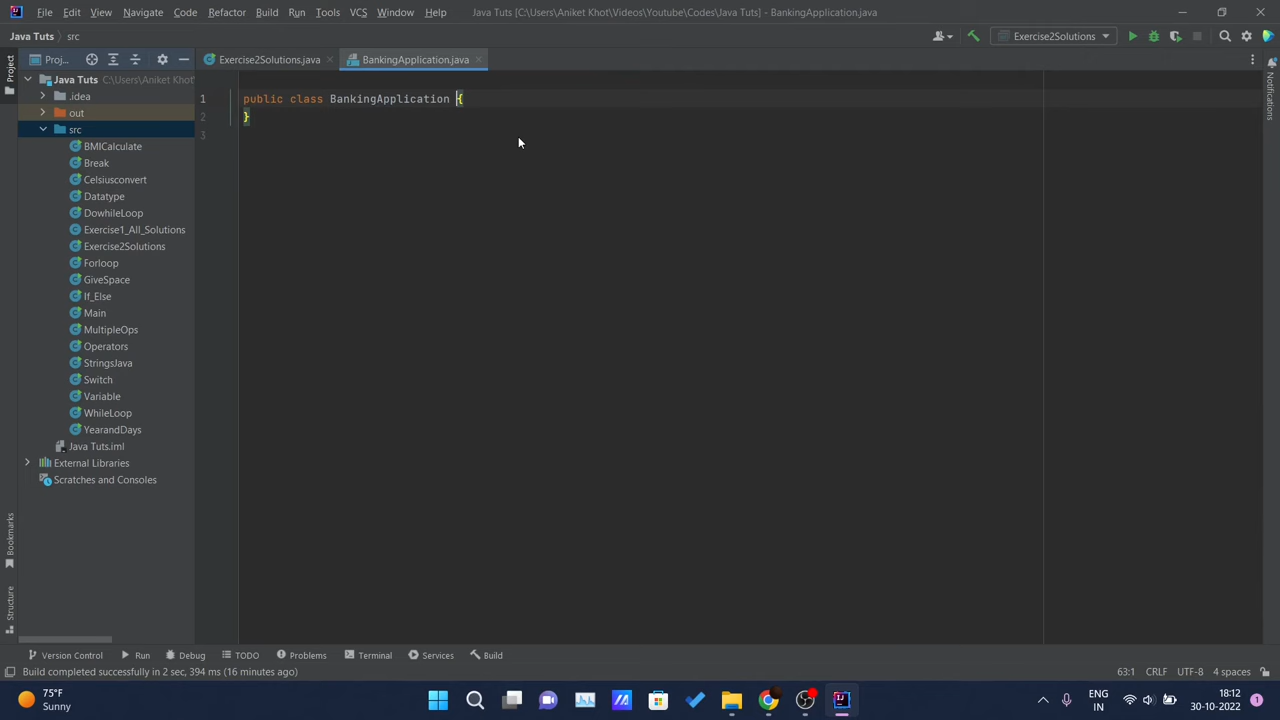 File Edit View Navigate Code Refactor Build Run Tools VCS Window Help Java Tuts [C:\Users\Aniket Khot\Videos\Youtube\Codes\Java Tuts] - BankingApplication.java
Java Tuts src Exercise2Solutions
Project Proj... Exercise2Solutions.java BankingApplication.java Notifications
Java Tuts C:\Users\Aniket Khot\
.idea
out
src
BMICalculate
Break
Celsiusconvert
Datatype
DowhileLoop
Exercise1_All_Solutions
Exercise2Solutions
Forloop
GiveSpace
If_Else
Main
MultipleOps
Operators
StringsJava
Switch
Variable
WhileLoop
YearandDays
Java Tuts.iml
External Libraries
Scratches and Consoles
1 public class BankingApplication {
2 }
3
Bookmarks
Structure
Version Control Run Debug TODO Problems Terminal Services Build
Build completed successfully in 2 sec, 394 ms (16 minutes ago) 63:1 CRLF UTF-8 4 spaces
75°F
Sunny
ENG
IN
18:12
30-10-2022
1